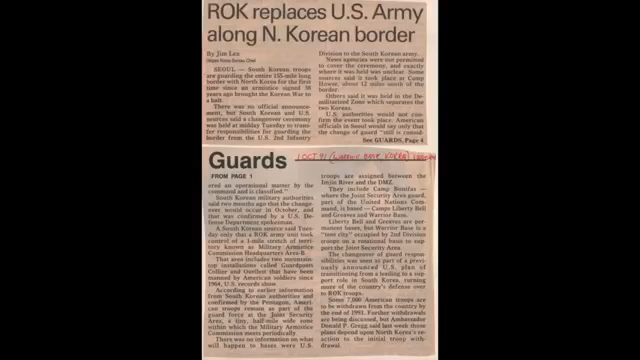 ROK replaces U.S. Army
along N. Korean border
By Jim Lea
Korea Bureau Chief
SEOUL — South Korean troops
are guarding the entire 155-mile long
border with North Korea for the first
time since an armistice signed 38
years ago brought the Korean War to
a halt.
There was no official announce-
ment, but South Korean and U.S.
sources said a changeover ceremony
was held at midday Tuesday to trans-
fer responsibilities for guarding the
border from the U.S. 2nd Infantry
Division to the South Korean army.
News agencies were not permitted
to cover the ceremony, and exactly
where it was held was unclear. Some
sources said it took place at Camp
Howze, about 12 miles south of the
border.
Others said it was held in the De-
militarized Zone which separates the
two Koreas.
U.S. authorities would not con-
firm the event took place. American
officials in Seoul would say only that
the change of guard "still is consid-
See GUARDS, Page 4
Guards
1 OCT 91 (WARRIOR BASE, KOREA)
FROM PAGE 1
ered an operational matter by the
command and is classified."
South Korean military authorities
said two months ago that the change-
over would occur in October, and
that was confirmed by a U.S. De-
fense Department spokesman.
A South Korean source said Tues-
day only that a ROK army unit took
control of a 1-mile stretch of terri-
tory known as Military Armistice
Commission Headquarters Area-B.
That area includes two mountain-
top installations called Guardposts
Collier and Ouellett that have been
manned by American soldiers since
1964, U.S. records show.
According to earlier information
from South Korean authorities and
confirmed by the Pentagon, Ameri-
can troops remain as part of the
guard force at the Joint Security
Area, a tiny, half-mile wide zone
within which the Military Armistice
Commission meets periodically.
There was no information on what
will happen to bases were U.S.
troops are assigned between the
Imjin River and the DMZ.
They include Camp Bonifas —
where the Joint Security Area guard,
part of the United Nations Com-
mand, is based — Camps Liberty Bell
and Greaves and Warrior Base.
Liberty Bell and Greaves are per-
manent bases, but Warrior Base is a
"tent city" occupied by 2nd Division
troops on a rotational basis to sup-
port the Joint Security Area.
The changeover of guard respon-
sibilities was seen as part of a previ-
ously announced U.S. plan of
transitioning from a leading to a sup-
port role in South Korea, turning
more of the country's defense over
to ROK troops.
Some 7,000 American troops are
to be withdrawn from the country by
the end of 1992. Further withdrawals
are being discussed, but Ambassador
Donald P. Gregg said last week those
plans depend upon North Korea's re-
action to the initial troop with-
drawal.